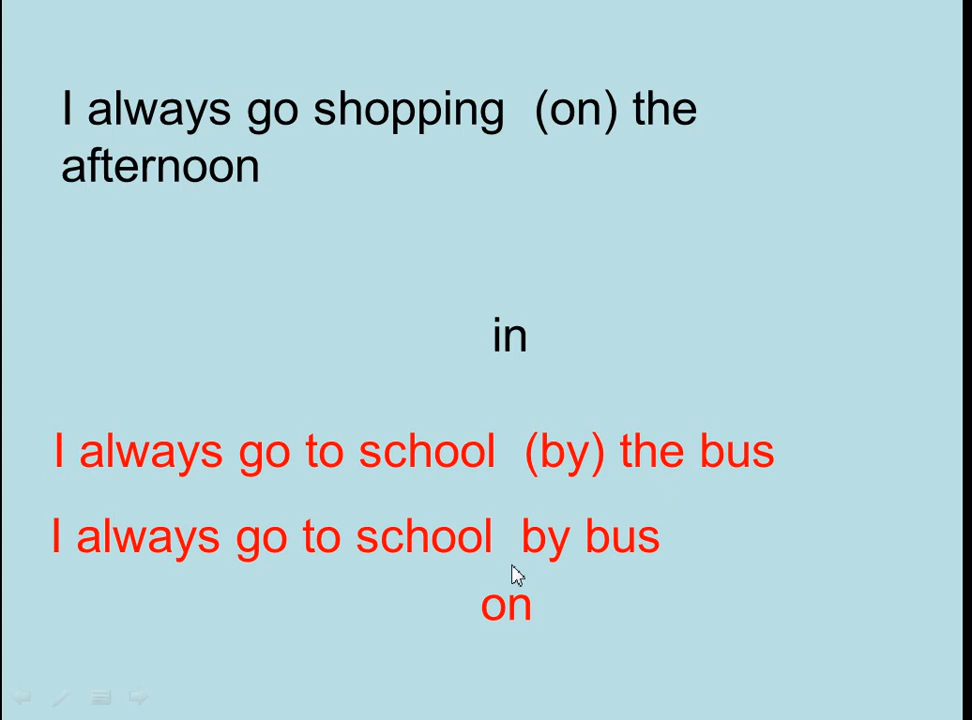 I always go shopping (on) the
afternoon
in
I always go to school (by) the bus
I always go to school by bus
on